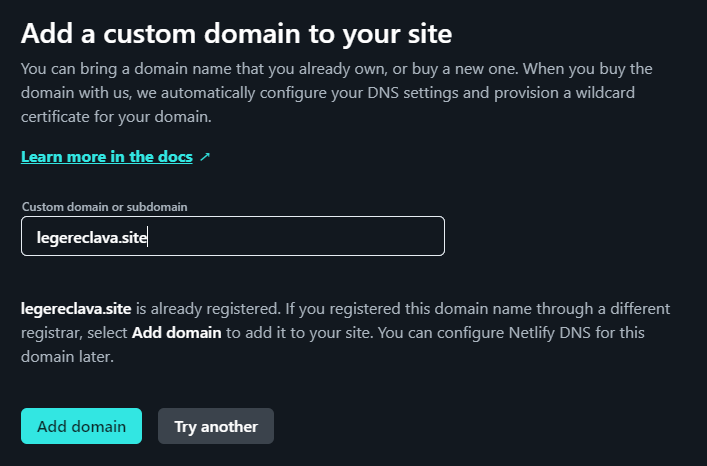 Add a custom domain to your site
You can bring a domain name that you already own, or buy a new one. When you buy the
domain with us, we automatically configure your DNS settings and provision a wildcard
certificate for your domain.
Learn more in the docs ↗
Custom domain or subdomain
legereclava.site
legereclava.site is already registered. If you registered this domain name through a different
registrar, select Add domain to add it to your site. You can configure Netlify DNS for this
domain later.
Add domain Try another